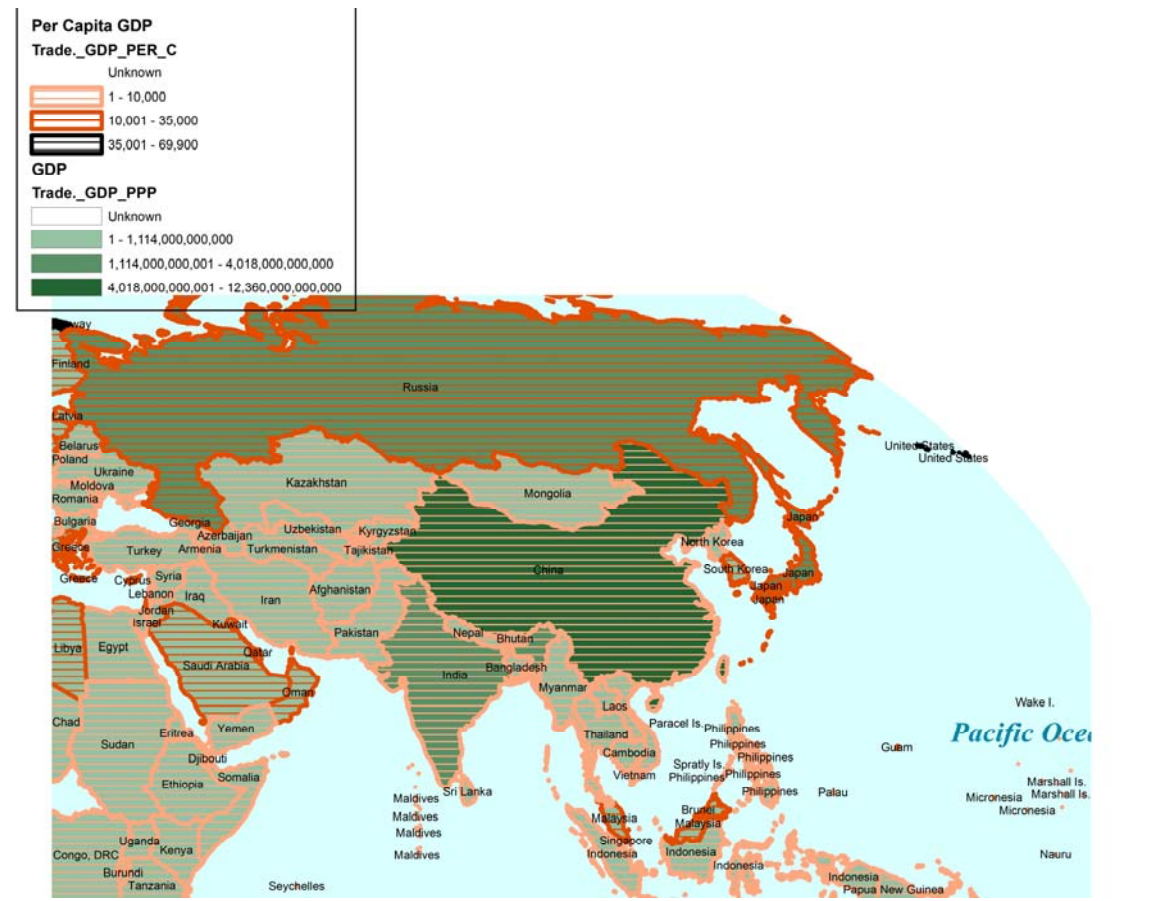 Per Capita GDP
Trade._GDP_PER_C
Unknown
1 - 10,000
10,001 - 35,000
35,001 - 69,900
GDP
Trade._GDP_PPP
Unknown
1 - 1,114,000,000,000
1,114,000,000,001 - 4,018,000,000,000
4,018,000,000,001 - 12,360,000,000,000
way
Finland
Russia
Latvia
Belarus
United States
Poland
United States
Ukraine
Kazakhstan
Moldova
Mongolia
Romania
Japan
Bulgaria
Georgia
Uzbekistan
Kyrgyzstan
Azerbaijan
North Korea
Greece
Turkey
Armenia
Turkmenistan
Tajikistan
China
South Korea
Japan
Greece
Cyprus
Syria
Japan
Lebanon
Iraq
Iran
Afghanistan
Japan
Jordan
Israel
Kuwait
Pakistan
Nepal
Bhutan
Libya
Egypt
Qatar
Saudi Arabia
India
Bangladesh
Oman
Myanmar
Wake I.
Laos
Chad
Eritrea
Yemen
Paracel Is.
Philippines
Pacific Oce
Sudan
Thailand
Philippines
Guam
Djibouti
Cambodia
Philippines
Somalia
Spratly Is.
Ethiopia
Vietnam
Philippines
Philippines
Marshall Is.
Sri Lanka
Philippines
Palau
Marshall Is.
Maldives
Micronesia
Maldives
Malaysia
Brunei
Micronesia
Malaysia
Maldives
Uganda
Singapore
Kenya
Congo, DRC
Maldives
Indonesia
Indonesia
Nauru
Burundi
Indonesia
Tanzania
Seychelles
Indonesia
Papua New Guinea